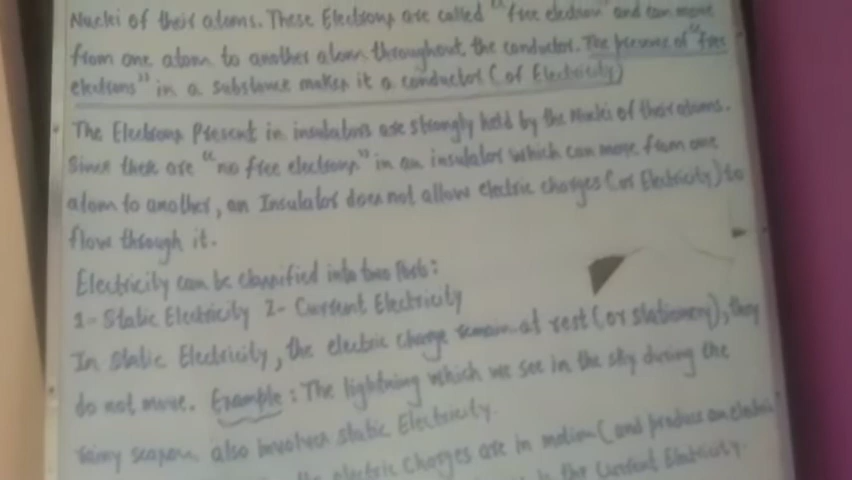 Nuclei of their atoms. These Electrons are called "free electrons" and can move
from one atom to another atom throughout the conductor. The presence of "free
electrons" in a substance makes it a conductor (of Electricity)
The Electrons Present in insulators are strongly held by the Nuclei of their atoms.
Since there are "no free electrons" in an insulator which can move from one
atom to another, an Insulator does not allow electric charges (or Electricity) to
flow through it.
Electricity can be classified into two Parts:
1- Static Electricity 2- Current Electricity
In Static Electricity, the electric charge remain at rest (or stationery), they
do not move. Example: The lightning which we see in the sky during the
rainy seasons also involves static Electricity.
electric Charges are in motion (and produce an electric
the Current Electricity.